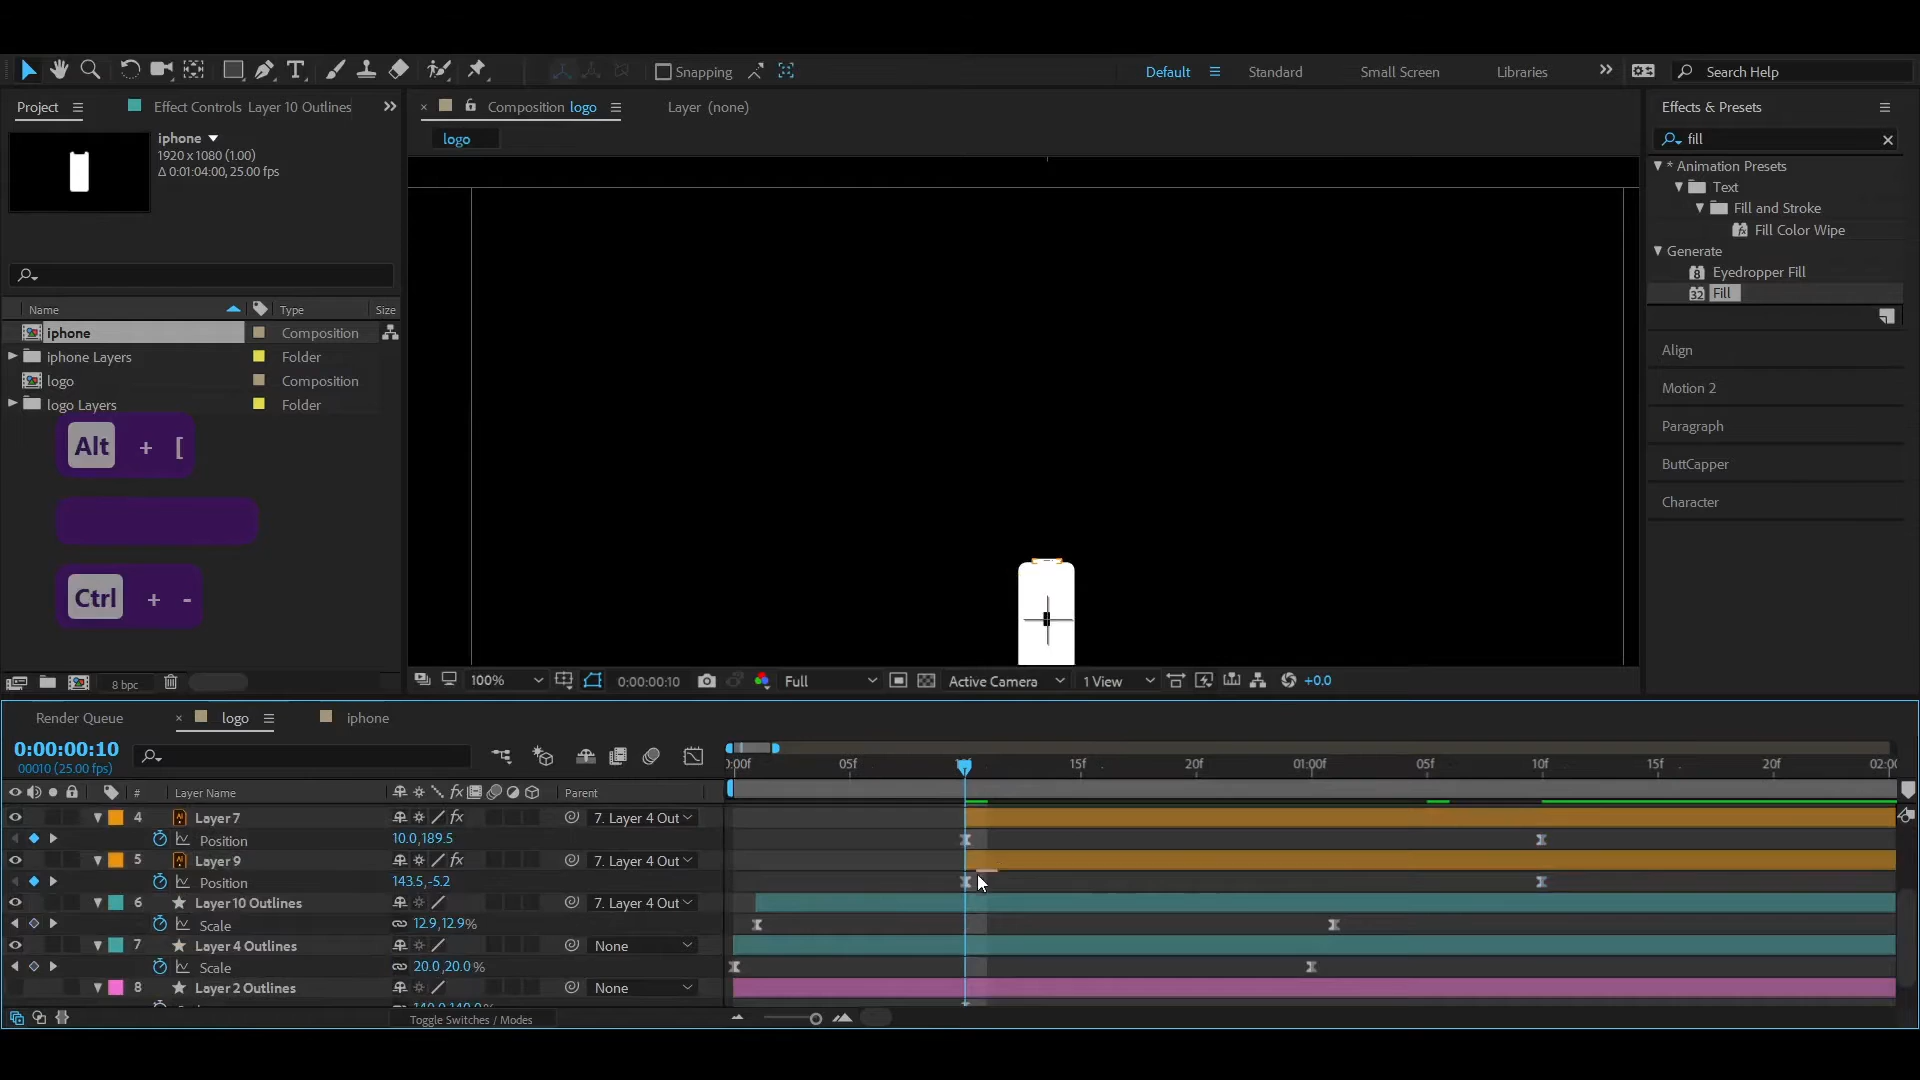 Snapping
Default
Standard
Small Screen
Libraries
Search Help
Project
Effect Controls Layer 10 Outlines
Composition logo
Layer (none)
Effects & Presets
iphone
1920 x 1080 (1.00)
Δ 0:01:04:00, 25.00 fps
logo
fill
* Animation Presets
Text
Fill and Stroke
Fill Color Wipe
Generate
Eyedropper Fill
Fill
Name
Type
Size
iphone
Composition
iphone Layers
Folder
logo
Composition
logo Layers
Folder
Align
Motion 2
Paragraph
ButtCapper
Character
Alt + [
Ctrl + -
8 bpc
100%
0:00:00:10
Full
Active Camera
1 View
+0.0
Render Queue
logo
iphone
0:00:00:10
00010 (25.00 fps)
05f
15f
20f
01:00f
05f
10f
15f
20f
# Layer Name
Parent
4 Layer 7
7. Layer 4 Out
Position
10.0,189.5
5 Layer 9
7. Layer 4 Out
Position
143.5,-5.2
6 Layer 10 Outlines
7. Layer 4 Out
Scale
12.9,12.9%
7 Layer 4 Outlines
None
Scale
20.0,20.0%
8 Layer 2 Outlines
None
Toggle Switches / Modes